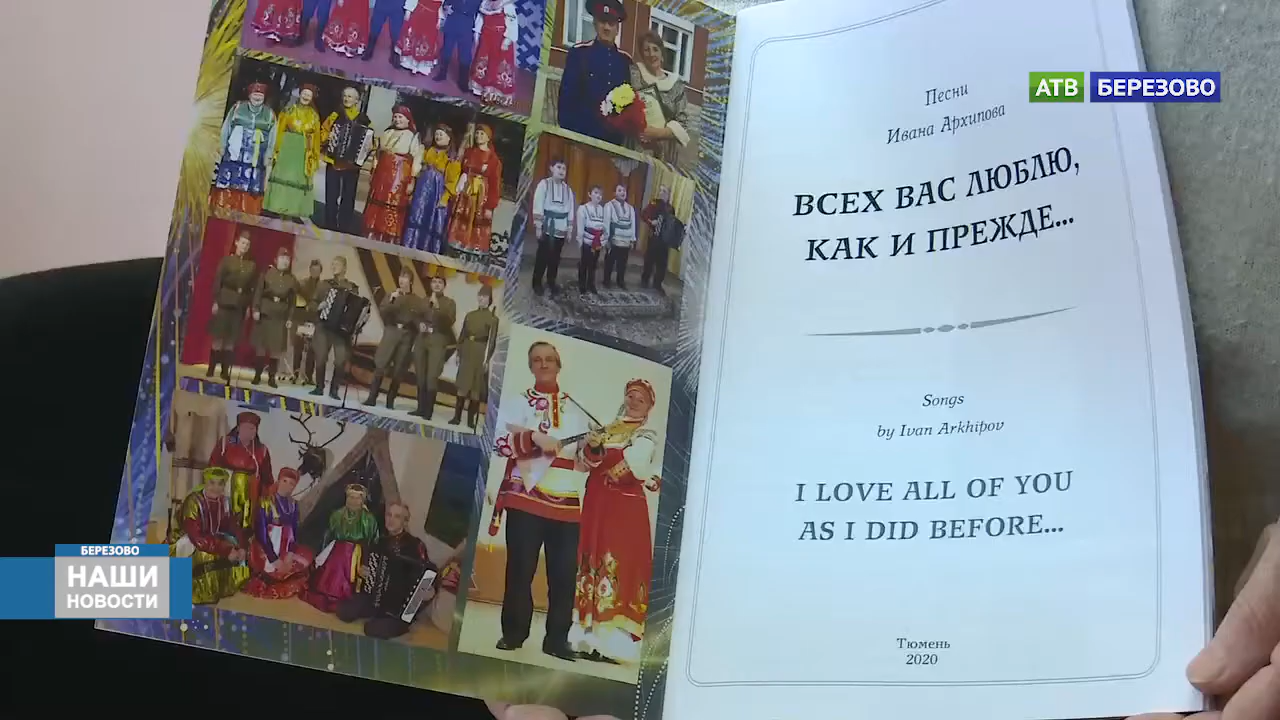 АТВ БЕРЕЗОВО
Песни
Ивана Архипова
ВСЕХ ВАС ЛЮБЛЮ,
КАК И ПРЕЖДЕ...
Songs
by Ivan Arkhipov
I LOVE ALL OF YOU
AS I DID BEFORE...
Тюмень
2020
БЕРЕЗОВО
НАШИ
НОВОСТИ